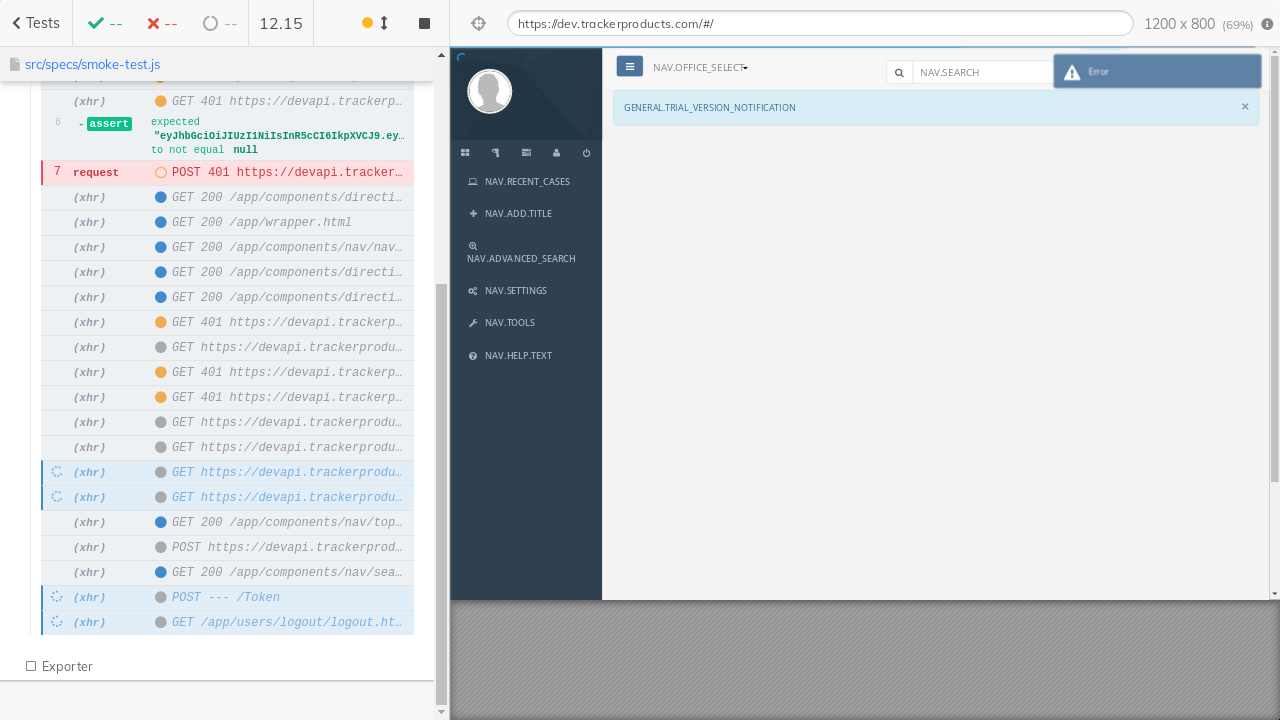 Tests
--
--
--
12.15
https://dev.trackerproducts.com/#/
1200 x 800 (69%)
src/specs/smoke-test.js
(xhr) GET 401 https://devapi.trackerp…
6 - assert expected
"eyJhbGciOiJIUzI1NiIsInR5cCI6IkpXVCJ9.ey…
to not equal null
7 request POST 401 https://devapi.tracker…
(xhr) GET 200 /app/components/directi…
(xhr) GET 200 /app/wrapper.html
(xhr) GET 200 /app/components/nav/nav…
(xhr) GET 200 /app/components/directi…
(xhr) GET 200 /app/components/directi…
(xhr) GET 401 https://devapi.trackerp…
(xhr) GET https://devapi.trackerprodu…
(xhr) GET 401 https://devapi.trackerp…
(xhr) GET 401 https://devapi.trackerp…
(xhr) GET https://devapi.trackerprodu…
(xhr) GET https://devapi.trackerprodu…
(xhr) GET https://devapi.trackerprodu…
(xhr) GET https://devapi.trackerprodu…
(xhr) GET 200 /app/components/nav/top…
(xhr) POST https://devapi.trackerprod…
(xhr) GET 200 /app/components/nav/sea…
(xhr) POST --- /Token
(xhr) GET /app/users/logout/logout.ht…
Exporter
NAV.OFFICE_SELECT
NAV.SEARCH
Error
GENERAL.TRIAL_VERSION_NOTIFICATION
×
NAV.RECENT_CASES
NAV.ADD.TITLE
NAV.ADVANCED_SEARCH
NAV.SETTINGS
NAV.TOOLS
NAV.HELP.TEXT